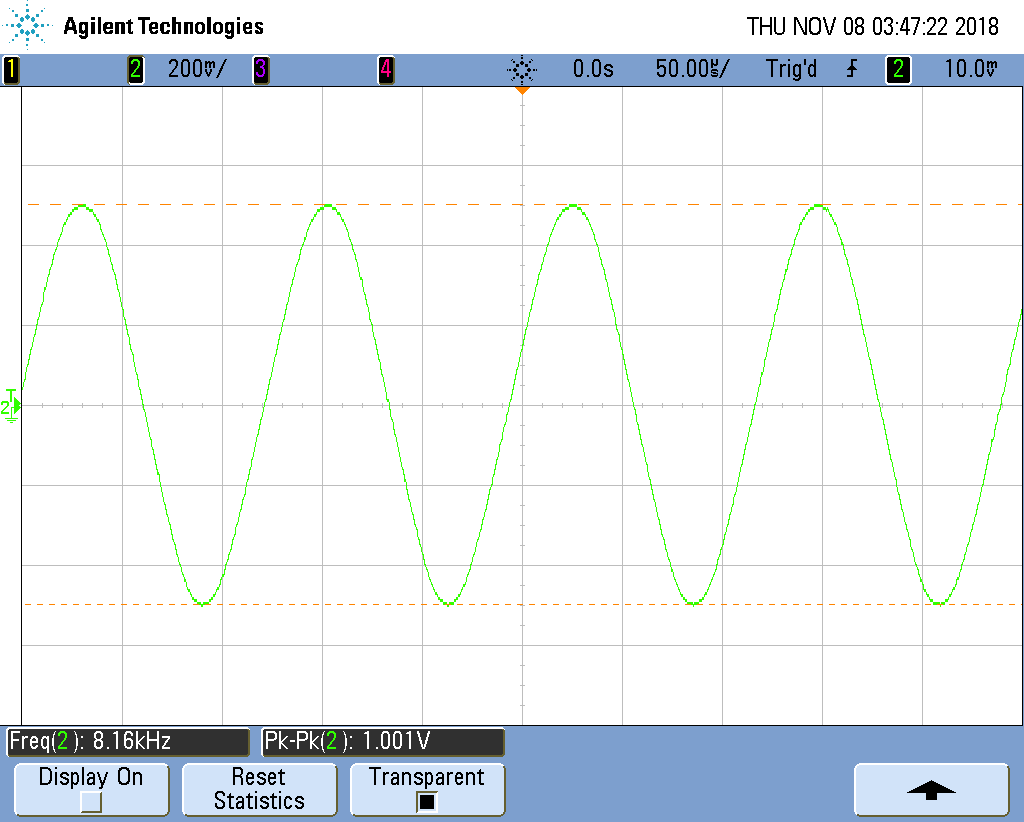 Agilent Technologies THU NOV 08 03:47:22 2018
1 2 200mV/ 3 4 0.0s 50.00µs/ Trig'd 2 10.0mV
T
2
Freq(2): 8.16kHz Pk-Pk(2): 1.001V
Display On Reset Statistics Transparent